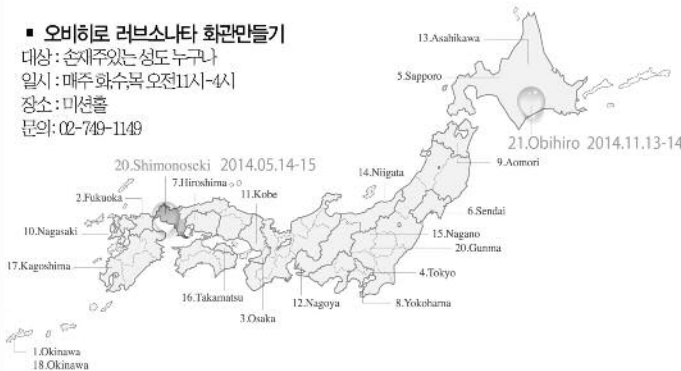 ▪ 오비히로 러브소나타 화관만들기
대상 : 손재주있는 성도 누구나
일시 : 매주 화,수,목 오전11시-4시
장소 : 미션홀
문의: 02-749-1149
13.Asahikawa
5.Sapporo
21.Obihiro 2014.11.13-14
20.Shimonoseki 2014.05.14-15
9.Aomori
14.Niigata
7.Hiroshima
11.Kobe
2.Fukuoka
6.Sendai
10.Nagasaki
15.Nagano
20.Gunma
17.Kagoshima
4.Tokyo
16.Takamatsu
12.Nagoya
8.Yokohama
3.Osaka
1.Okinawa
18.Okinawa